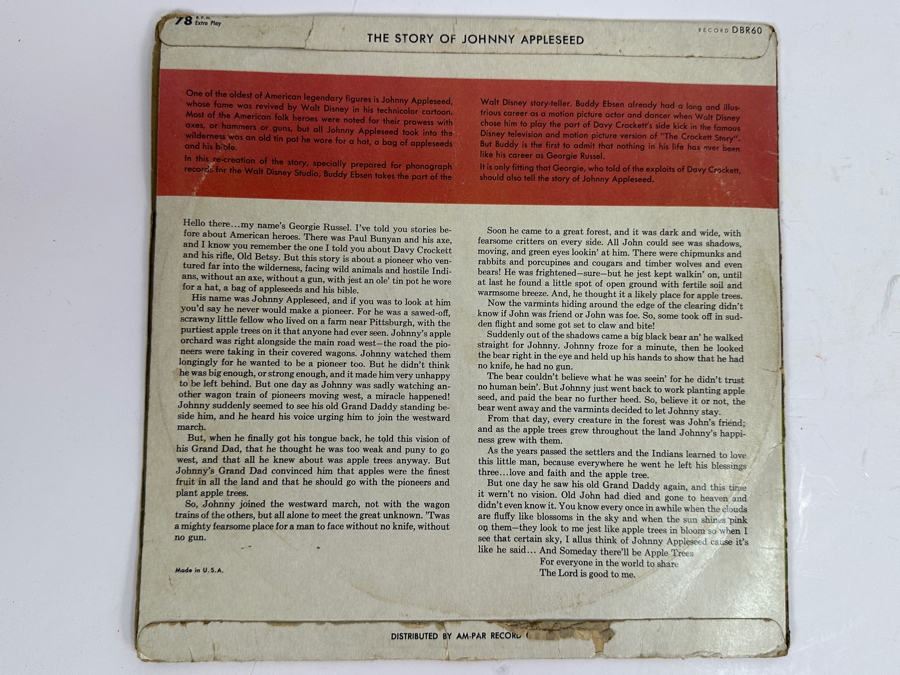 78 R.P.M. Extra Play
RECORD DBR60
THE STORY OF JOHNNY APPLESEED
One of the oldest of American legendary figures is Johnny Appleseed,
whose fame was revived by Walt Disney in his technicolor cartoon.
Most of the American folk heroes were noted for their prowess with
axes, or hammers or guns, but all Johnny Appleseed took into the
wilderness was an old tin pot he wore for a hat, a bag of appleseeds
and his bible.
In this re-creation of the story, specially prepared for phonograph
records for the Walt Disney Studio, Buddy Ebsen takes the part of the
Walt Disney story-teller. Buddy Ebsen already had a long and illus-
trious career as a motion picture actor and dancer when Walt Disney
chose him to play the part of Davy Crockett's side kick in the famous
Disney television and motion picture version of "The Crockett Story".
But Buddy is the first to admit that nothing in his life has ever been
like his career as Georgie Russel.
It is only fitting that Georgie, who told of the exploits of Davy Crockett,
should also tell the story of Johnny Appleseed.
Hello there...my name's Georgie Russel. I've told you stories be-
fore about American heroes. There was Paul Bunyan and his axe,
and I know you remember the one I told you about Davy Crockett
and his rifle, Old Betsy. But this story is about a pioneer who ven-
tured far into the wilderness, facing wild animals and hostile Indi-
ans, without an axe, without a gun, with jest an ole' tin pot he wore
for a hat, a bag of appleseeds and his bible.
His name was Johnny Appleseed, and if you was to look at him
you'd say he never would make a pioneer. For he was a sawed-off,
scrawny little fellow who lived on a farm near Pittsburgh, with the
purtiest apple trees on it that anyone had ever seen. Johnny's apple
orchard was right alongside the main road west—the road the pio-
neers were taking in their covered wagons. Johnny watched them
longingly for he wanted to be a pioneer too. But he didn't think
he was big enough, or strong enough, and it made him very unhappy
to be left behind. But one day as Johnny was sadly watching an-
other wagon train of pioneers moving west, a miracle happened!
Johnny suddenly seemed to see his old Grand Daddy standing be-
side him, and he heard his voice urging him to join the westward
march.
But, when he finally got his tongue back, he told this vision of
his Grand Dad, that he thought he was too weak and puny to go
west, and that all he knew about was apple trees anyway. But
Johnny's Grand Dad convinced him that apples were the finest
fruit in all the land and that he should go with the pioneers and
plant apple trees.
So, Johnny joined the westward march, not with the wagon
trains of the others, but all alone to meet the great unknown. 'Twas
a mighty fearsome place for a man to face without no knife, without
no gun.
Soon he came to a great forest, and it was dark and wide, with
fearsome critters on every side. All John could see was shadows,
moving, and green eyes lookin' at him. There were chipmunks and
rabbits and porcupines and cougars and timber wolves and even
bears! He was frightened—sure—but he jest kept walkin' on, until
at last he found a little spot of open ground with fertile soil and
warmsome breeze. And, he thought it a likely place for apple trees.
Now the varmints hiding around the edge of the clearing didn't
know if John was friend or John was foe. So, some took off in sud-
den flight and some got set to claw and bite!
Suddenly out of the shadows came a big black bear an' he walked
straight for Johnny. Johnny froze for a minute, then he looked
the bear right in the eye and held up his hands to show that he had
no knife, he had no gun.
The bear couldn't believe what he was seein' for he didn't trust
no human bein'. But Johnny just went back to work planting apple
seed, and paid the bear no further heed. So, believe it or not, the
bear went away and the varmints decided to let Johnny stay.
From that day, every creature in the forest was John's friend;
and as the apple trees grew throughout the land Johnny's happi-
ness grew with them.
As the years passed the settlers and the Indians learned to love
this little man, because everywhere he went he left his blessings
three...love and faith and the apple tree.
But one day he saw his old Grand Daddy again, and this time
it wern't no vision. Old John had died and gone to heaven and
didn't even know it. You know every once in awhile when the clouds
are fluffy like blossoms in the sky and when the sun shines pink
on them—they look to me jest like apple trees in bloom so when I
see that certain sky, I allus think of Johnny Appleseed cause it's
like he said... And Someday there'll be Apple Trees
For everyone in the world to share
The Lord is good to me.
Made in U.S.A.
DISTRIBUTED BY AM-PAR RECORD